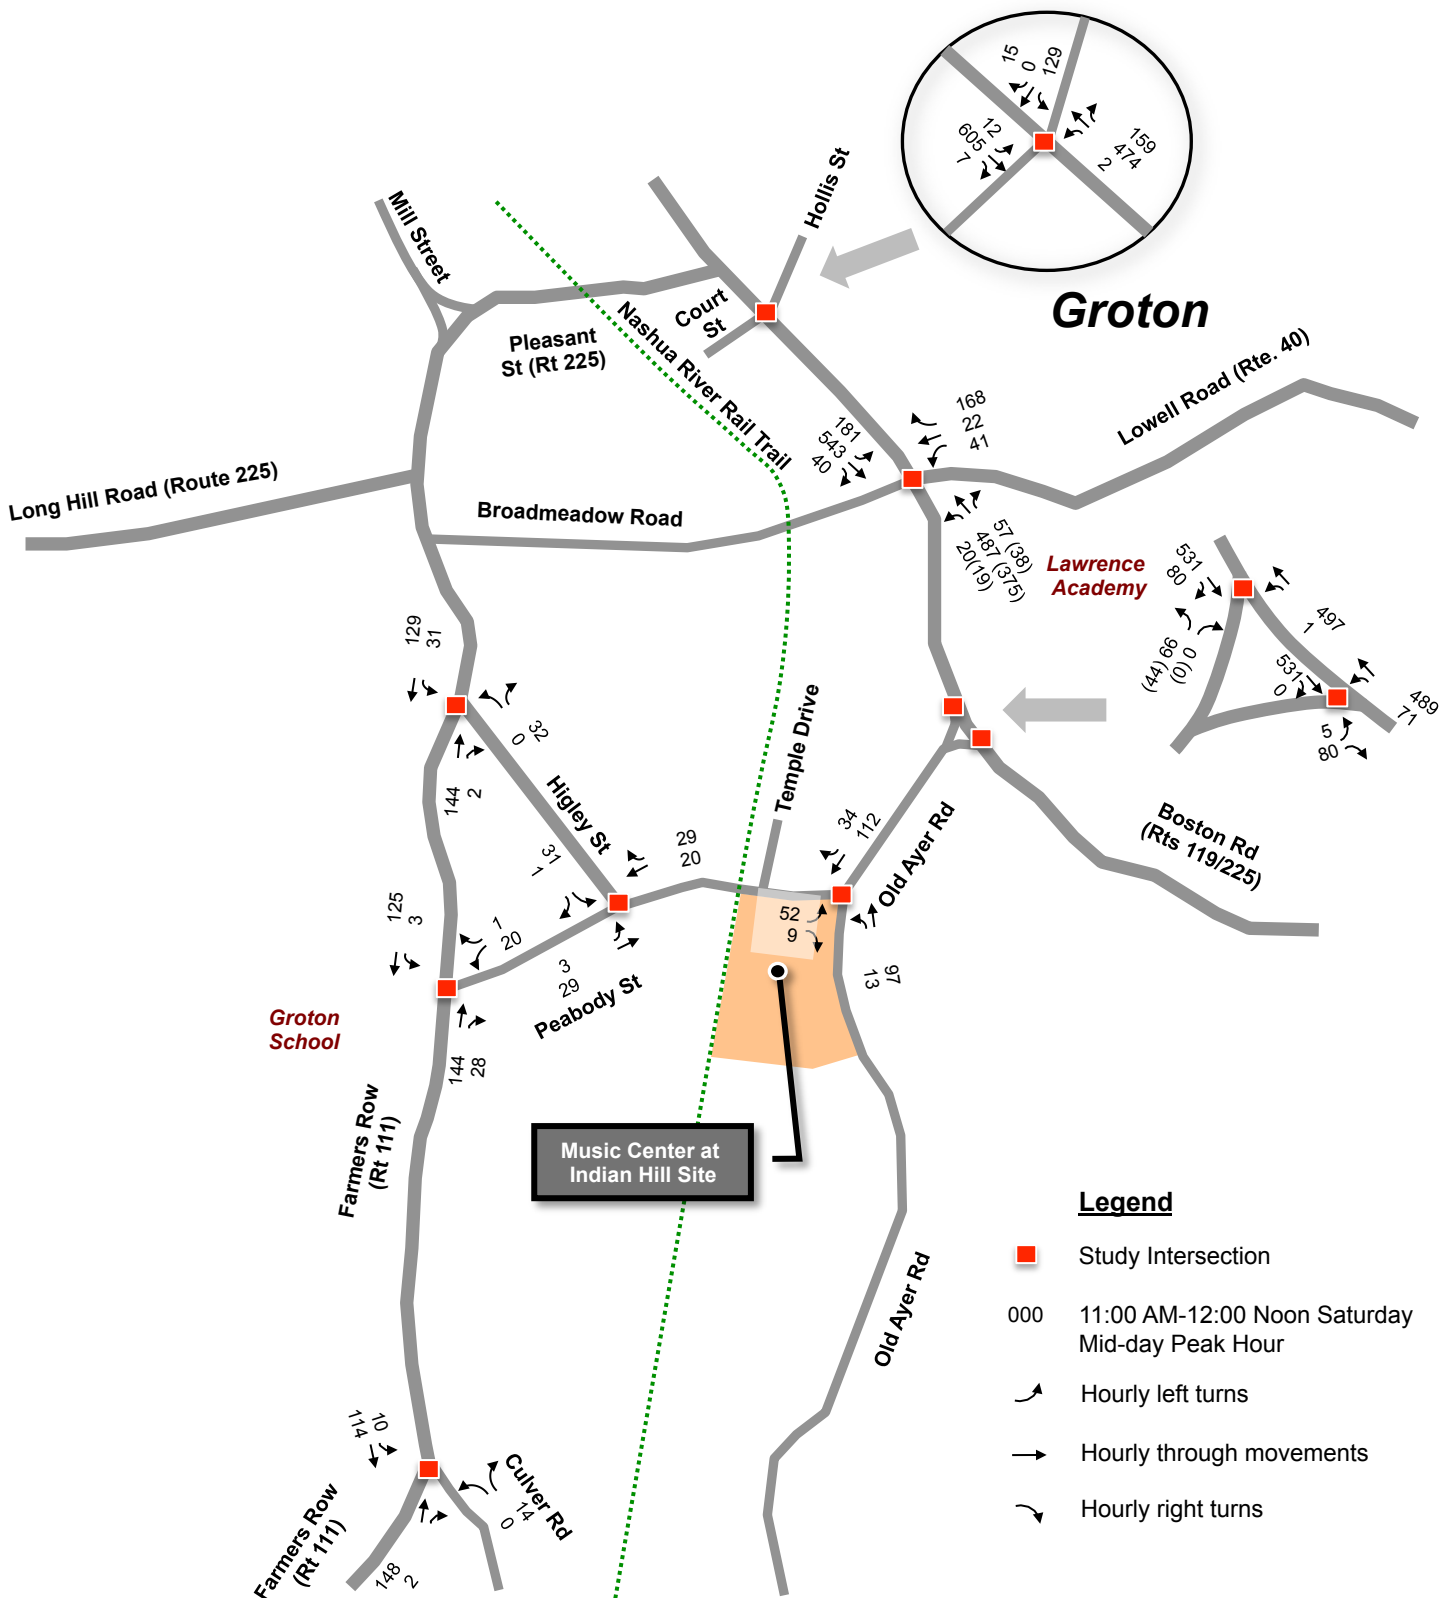 15
0
129
12
605
7
159
474
2
Groton
Hollis St
Mill Street
Court
St
Pleasant
St (Rt 225)
Nashua River Rail Trail
Lowell Road (Rte. 40)
168
22
41
181
543
40
Long Hill Road (Route 225)
Broadmeadow Road
57 (38)
487 (375)
20(19)
Lawrence
Academy
531
80
497
1
(44) 66
(0) 0
531
0
489
71
5
80
129
31
32
0
144
2
Higley St
Temple Drive
34
112
Old Ayer Rd
Boston Rd
(Rts 119/225)
31
1
29
20
52
9
97
13
125
3
1
20
3
29
Peabody St
Groton
School
144
28
Farmers Row
(Rt 111)
Music Center at
Indian Hill Site
Old Ayer Rd
Legend
Study Intersection
000 11:00 AM-12:00 Noon Saturday
Mid-day Peak Hour
Hourly left turns
Hourly through movements
Hourly right turns
10
114
Culver Rd
14
0
Farmers Row
(Rt 111)
148
2